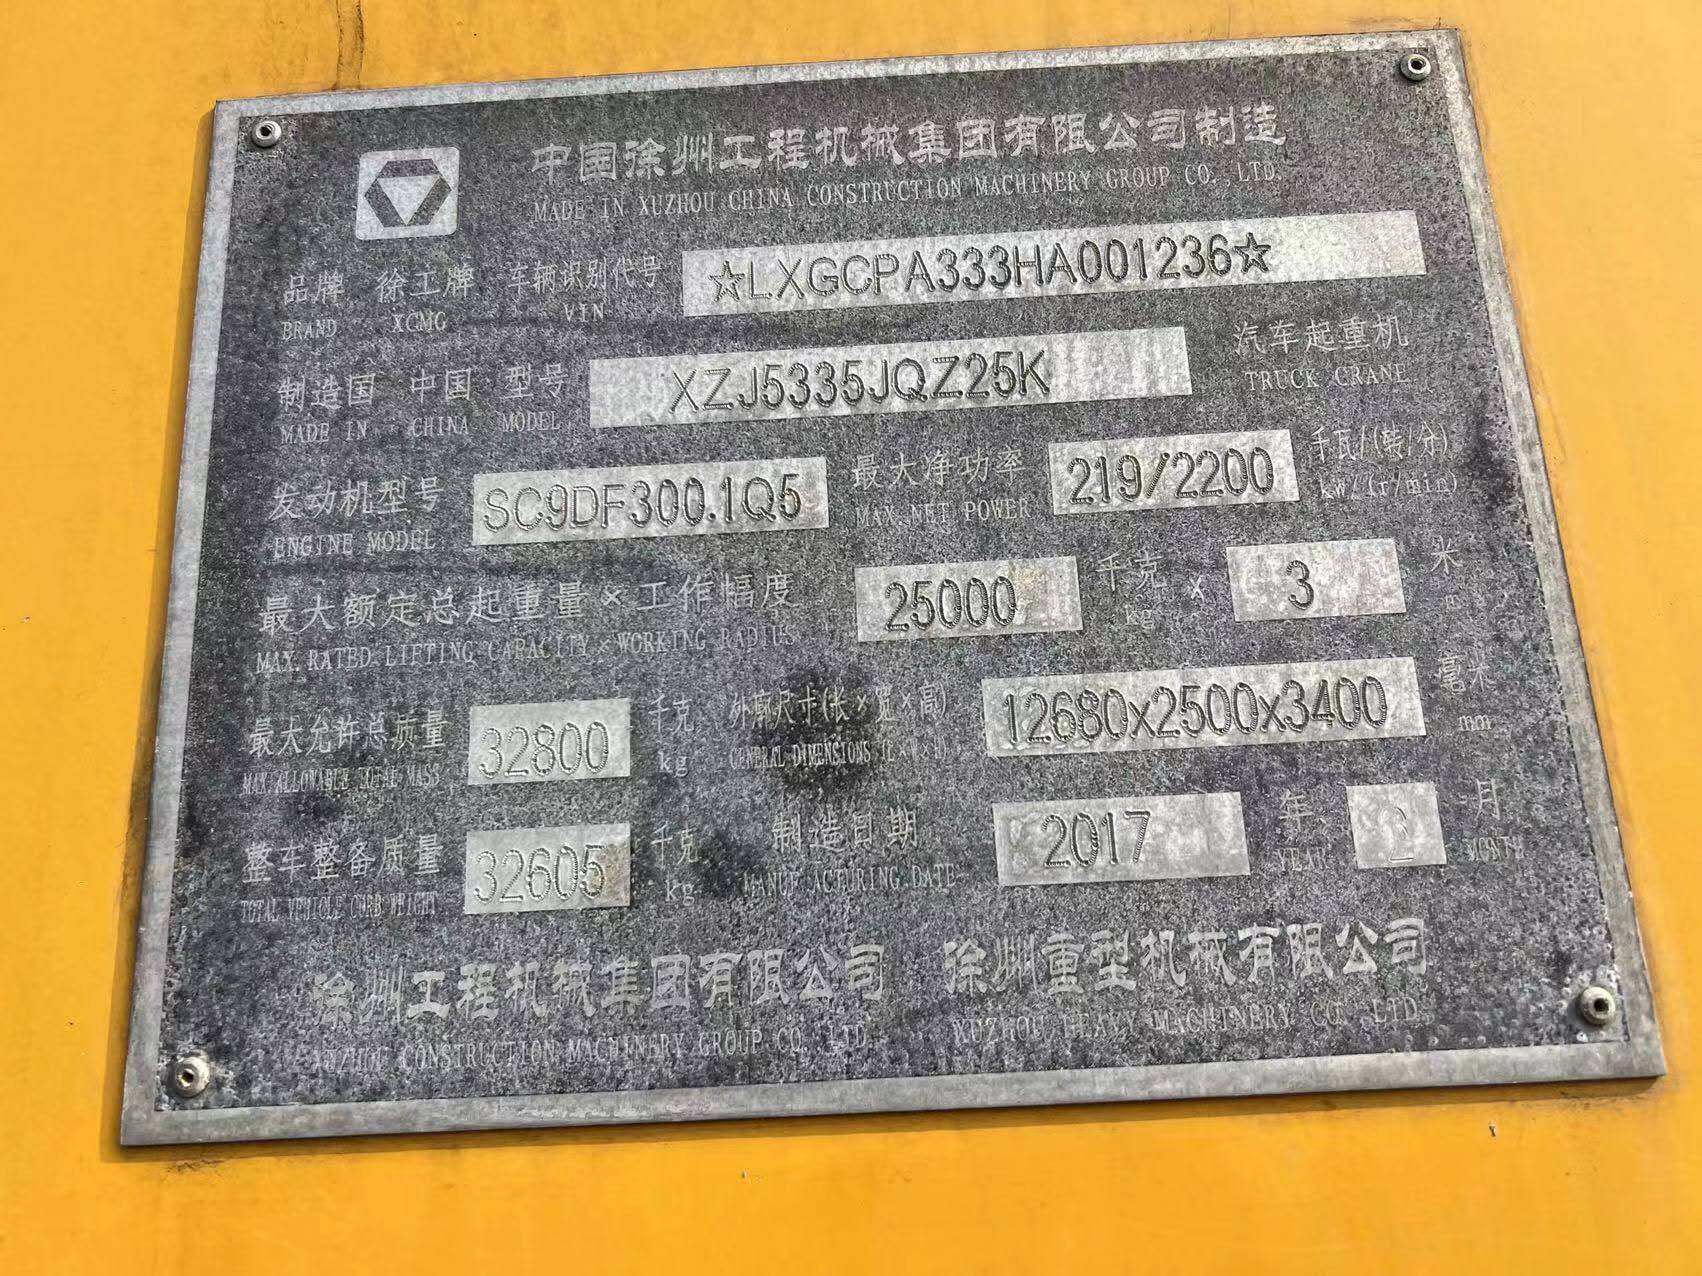 中国徐州工程机械集团有限公司制造
MADE IN XUZHOU CHINA CONSTRUCTION MACHINERY GROUP CO.,LTD.
品牌 徐工牌 车辆识别代号 ☆LXGCPA333HA001236☆
BRAND XCMG VIN
制造国 中国 型号 XZJ5335JQZ25K 汽车起重机
MADE IN CHINA MODEL TRUCK CRANE
发动机型号 SC9DF300.1Q5 最大净功率 219/2200 千瓦/(转/分)
ENGINE MODEL MAX.NET POWER kw/(r/min)
最大额定总起重量×工作幅度 25000 千克 × 3 米
MAX.RATED LIFTING CAPACITY×WORKING RADIUS kg m
最大允许总质量 32800 千克 外廓尺寸(长×宽×高) 12680x2500x3400 毫米
MAX.ALLOWABLE TOTAL MASS kg GENERAL DIMENSIONS (L×W×H) mm
整车整备质量 32605 千克 制造日期 2017 年 2 月
TOTAL VEHICLE CURB WEIGHT kg MANUFACTURING DATE YEAR MONTH
徐州工程机械集团有限公司 徐州重型机械有限公司
XUZHOU CONSTRUCTION MACHINERY GROUP CO.,LTD. XUZHOU HEAVY MACHINERY CO.,LTD.